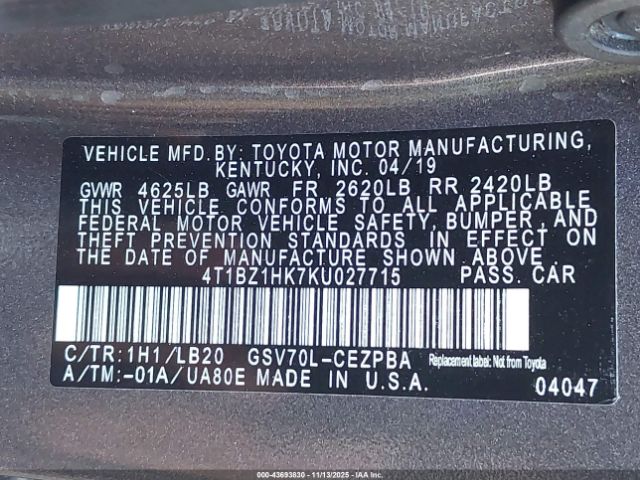 VEHICLE MFD. BY: TOYOTA MOTOR MANUFACTURING,
KENTUCKY, INC. 04/19
GVWR 4625LB GAWR FR 2620LB RR 2420LB
THIS VEHICLE CONFORMS TO ALL APPLICABLE
FEDERAL MOTOR VEHICLE SAFETY, BUMPER, AND
THEFT PREVENTION STANDARDS IN EFFECT ON
THE DATE OF MANUFACTURE SHOWN ABOVE.
4T1BZ1HK7KU027715 PASS. CAR
C/TR: 1H1/LB20 GSV70L-CEZPBA Replacement label: Not from Toyota
A/TM: -01A/UA80E MADE IN U.S.A. 04047
000-43693830 - 11/13/2025 - IAAI.COM